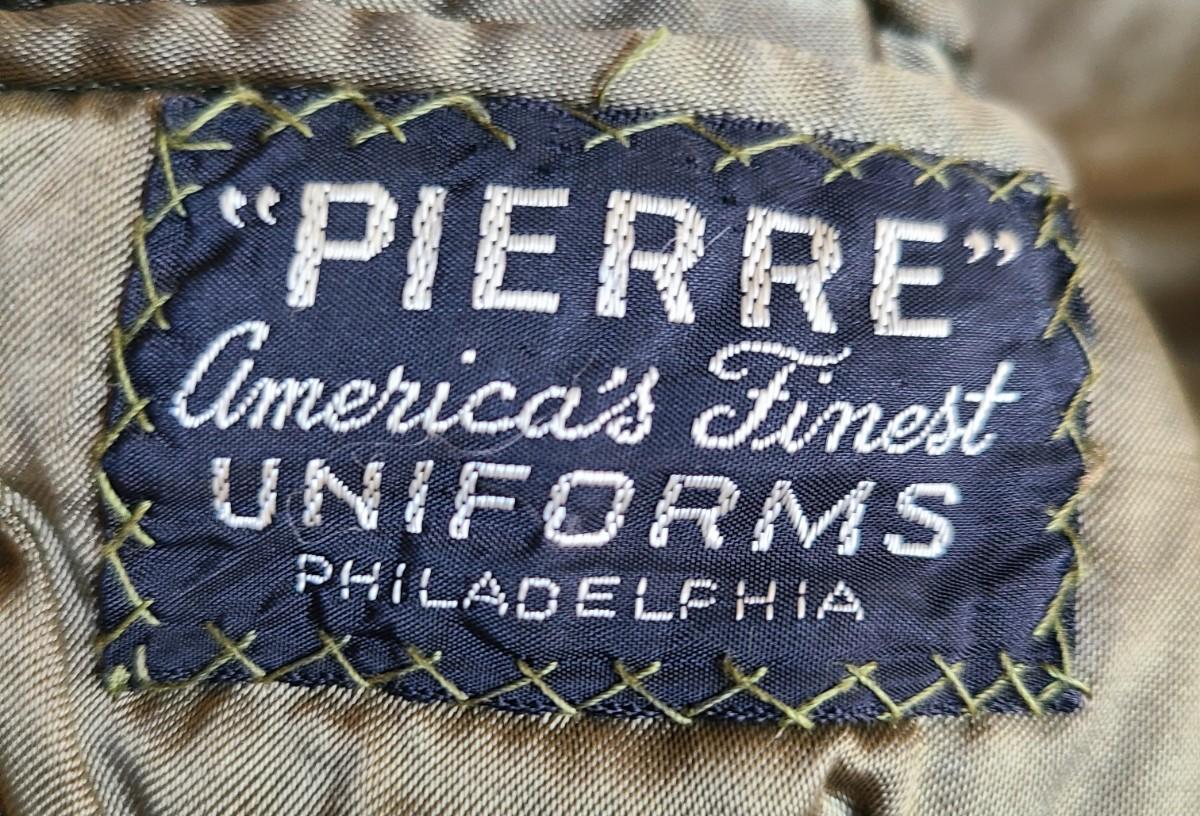 “PIERRE”
America's Finest
UNIFORMS
PHILADELPHIA